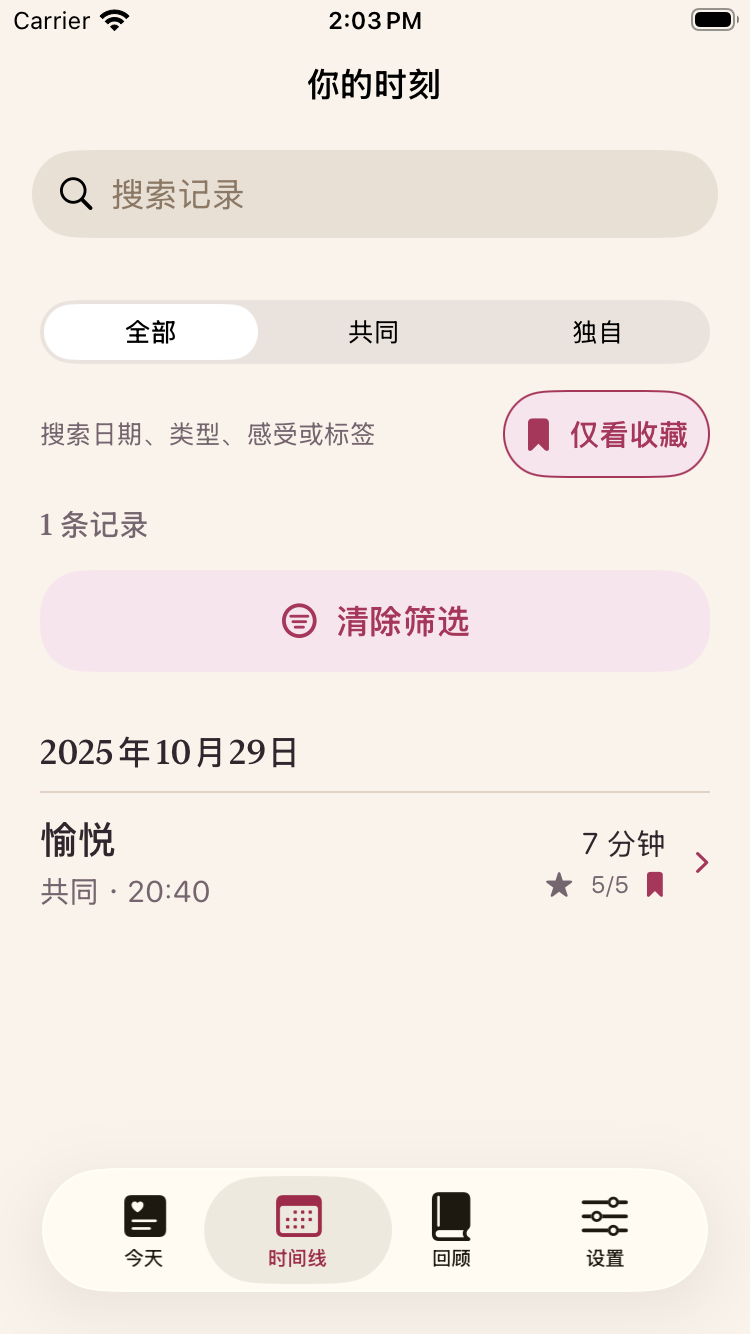 Carrier 2:03 PM
你的时刻
搜索记录
全部 共同 独自
搜索日期、类型、感受或标签 仅看收藏
1 条记录
清除筛选
2025年10月29日
愉悦 7 分钟
共同 · 20:40 5/5
今天 时间线 回顾 设置